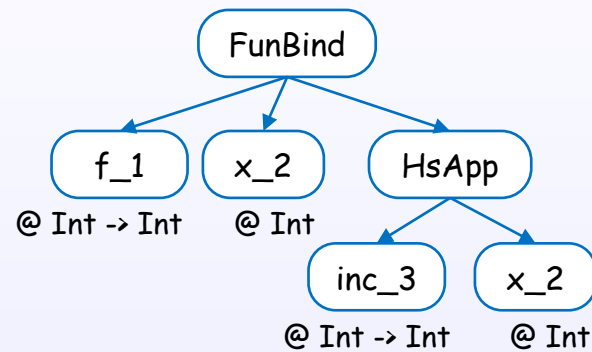 FunBind
f_1 x_2 HsApp
@ Int -> Int @ Int
inc_3 x_2
@ Int -> Int @ Int